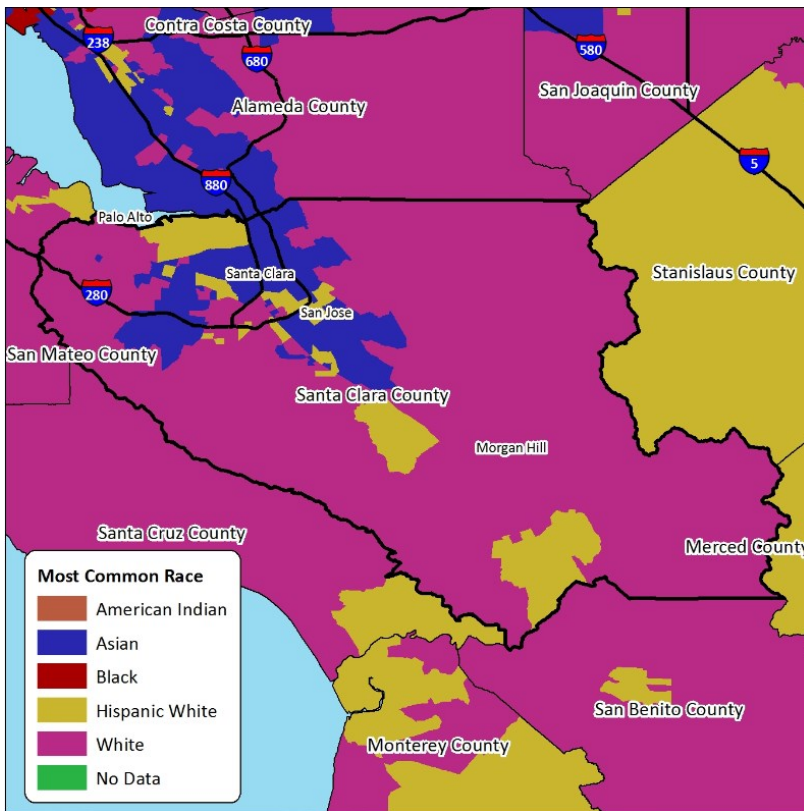 Contra Costa County
238
680
580
San Joaquin County
Alameda County
5
880
Palo Alto
Stanislaus County
Santa Clara
280
San Jose
San Mateo County
Santa Clara County
Morgan Hill
Santa Cruz County
Merced County
Most Common Race
American Indian
Asian
Black
Hispanic White
White
No Data
San Benito County
Monterey County